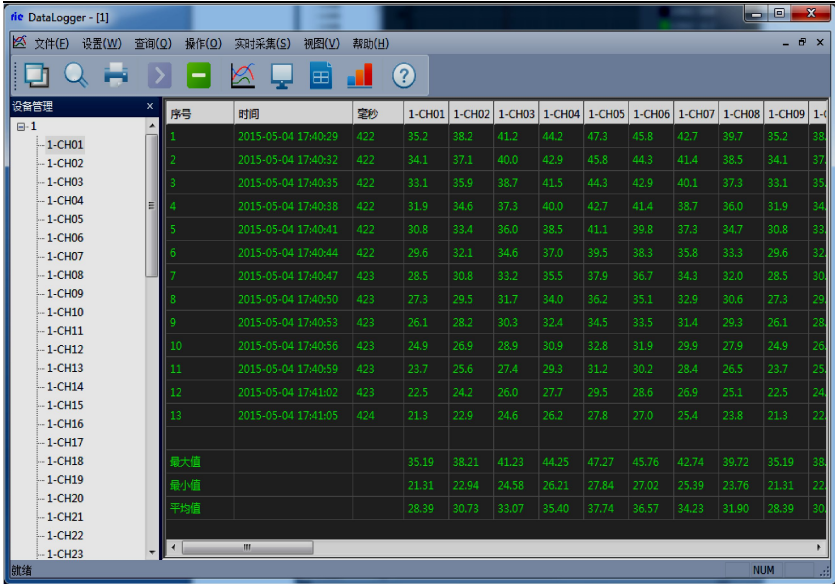 rie DataLogger - [1]
文件(F) 设置(W) 查询(Q) 操作(O) 实时采集(S) 视图(V) 帮助(H)
设备管理 x
1
1-CH01
1-CH02
1-CH03
1-CH04
1-CH05
1-CH06
1-CH07
1-CH08
1-CH09
1-CH10
1-CH11
1-CH12
1-CH13
1-CH14
1-CH15
1-CH16
1-CH17
1-CH18
1-CH19
1-CH20
1-CH21
1-CH22
1-CH23
序号 时间 毫秒 1-CH01 1-CH02 1-CH03 1-CH04 1-CH05 1-CH06 1-CH07 1-CH08 1-CH09
1 2015-05-04 17:40:29 422 35.2 38.2 41.2 44.2 47.3 45.8 42.7 39.7 35.2 38.
2 2015-05-04 17:40:32 422 34.1 37.1 40.0 42.9 45.8 44.3 41.4 38.5 34.1 37.
3 2015-05-04 17:40:35 422 33.1 35.9 38.7 41.5 44.3 42.9 40.1 37.3 33.1 35.
4 2015-05-04 17:40:38 422 31.9 34.6 37.3 40.0 42.7 41.4 38.7 36.0 31.9 34.
5 2015-05-04 17:40:41 422 30.8 33.4 36.0 38.5 41.1 39.8 37.3 34.7 30.8 33.
6 2015-05-04 17:40:44 422 29.6 32.1 34.6 37.0 39.5 38.3 35.8 33.3 29.6 32.
7 2015-05-04 17:40:47 423 28.5 30.8 33.2 35.5 37.9 36.7 34.3 32.0 28.5 30.
8 2015-05-04 17:40:50 423 27.3 29.5 31.7 34.0 36.2 35.1 32.9 30.6 27.3 29.
9 2015-05-04 17:40:53 423 26.1 28.2 30.3 32.4 34.5 33.5 31.4 29.3 26.1 28.
10 2015-05-04 17:40:56 423 24.9 26.9 28.9 30.9 32.8 31.9 29.9 27.9 24.9 26.
11 2015-05-04 17:40:59 423 23.7 25.6 27.4 29.3 31.2 30.2 28.4 26.5 23.7 25.
12 2015-05-04 17:41:02 423 22.5 24.2 26.0 27.7 29.5 28.6 26.9 25.1 22.5 24.
13 2015-05-04 17:41:05 424 21.3 22.9 24.6 26.2 27.8 27.0 25.4 23.8 21.3 22.
最大值 35.19 38.21 41.23 44.25 47.27 45.76 42.74 39.72 35.19 38.
最小值 21.31 22.94 24.58 26.21 27.84 27.02 25.39 23.76 21.31 22.
平均值 28.39 30.73 33.07 35.40 37.74 36.57 34.23 31.90 28.39 30.
就绪 NUM